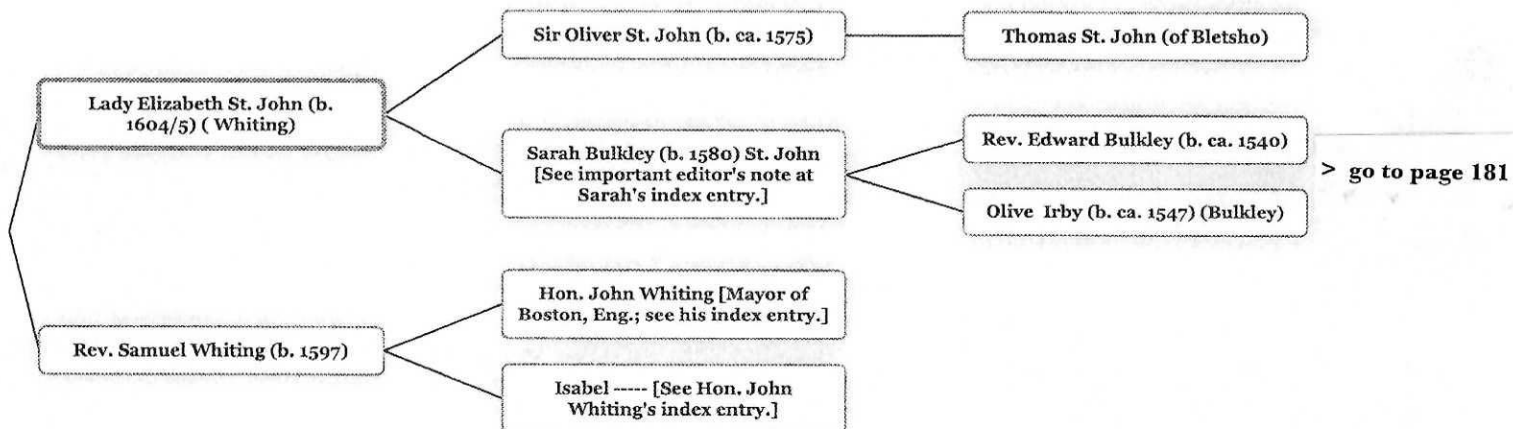 Sir Oliver St. John (b. ca. 1575)
Thomas St. John (of Bletsho)
Lady Elizabeth St. John (b.
1604/5) ( Whiting)
Sarah Bulkley (b. 1580) St. John
[See important editor's note at
Sarah's index entry.]
Rev. Edward Bulkley (b. ca. 1540)
> go to page 181
Olive Irby (b. ca. 1547) (Bulkley)
Hon. John Whiting [Mayor of
Boston, Eng.; see his index entry.]
Rev. Samuel Whiting (b. 1597)
Isabel ----- [See Hon. John
Whiting's index entry.]